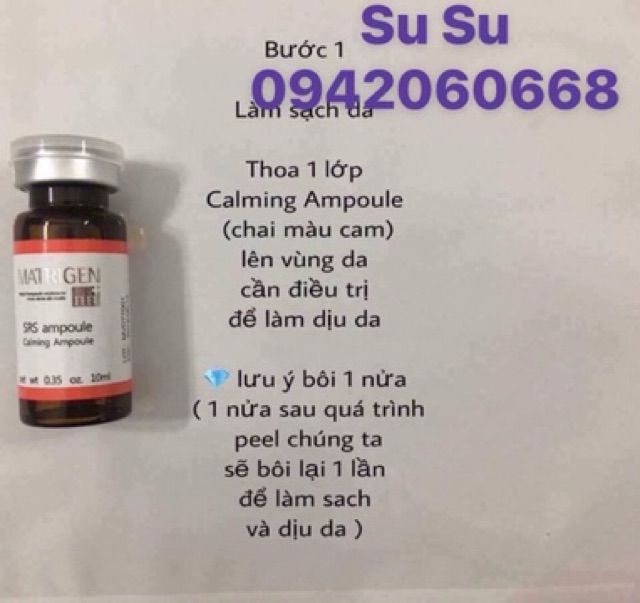 Su Su
Bước 1
0942060668
Làm sạch da
Thoa 1 lớp
Calming Ampoule
(chai màu cam)
lên vùng da
cần điều trị
để làm dịu da
💎 lưu ý bôi 1 nửa
( 1 nửa sau quá trình
peel chúng ta
sẽ bôi lại 1 lần
để làm sach
và dịu da )
MATRIGEN
SRS ampoule
Calming Ampoule
wt 0.35 oz. 10ml